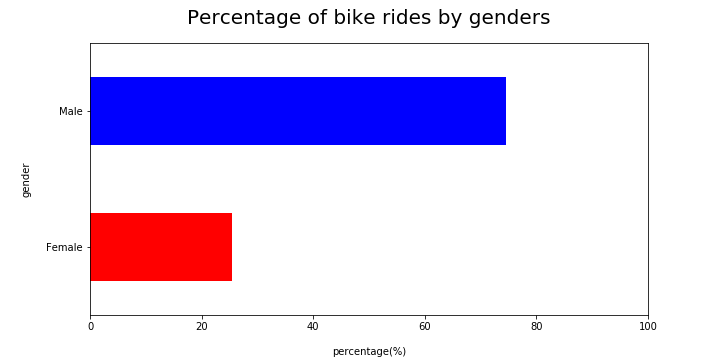 Percentage of bike rides by genders
Male
gender
Female
0 20 40 60 80 100
percentage(%)